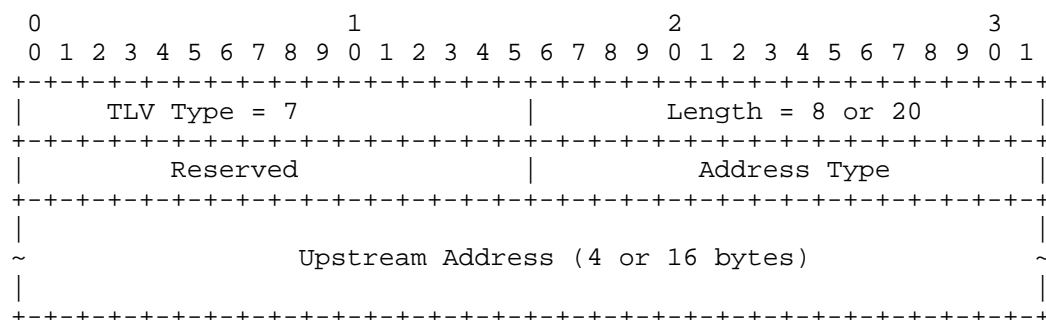 0                   1                   2                   3
 0 1 2 3 4 5 6 7 8 9 0 1 2 3 4 5 6 7 8 9 0 1 2 3 4 5 6 7 8 9 0 1
+-+-+-+-+-+-+-+-+-+-+-+-+-+-+-+-+-+-+-+-+-+-+-+-+-+-+-+-+-+-+-+-+
|     TLV Type = 7              |        Length = 8 or 20       |
+-+-+-+-+-+-+-+-+-+-+-+-+-+-+-+-+-+-+-+-+-+-+-+-+-+-+-+-+-+-+-+-+
|         Reserved              |          Address Type         |
+-+-+-+-+-+-+-+-+-+-+-+-+-+-+-+-+-+-+-+-+-+-+-+-+-+-+-+-+-+-+-+-+
|                                                               |
~                 Upstream Address (4 or 16 bytes)              ~
|                                                               |
+-+-+-+-+-+-+-+-+-+-+-+-+-+-+-+-+-+-+-+-+-+-+-+-+-+-+-+-+-+-+-+-+